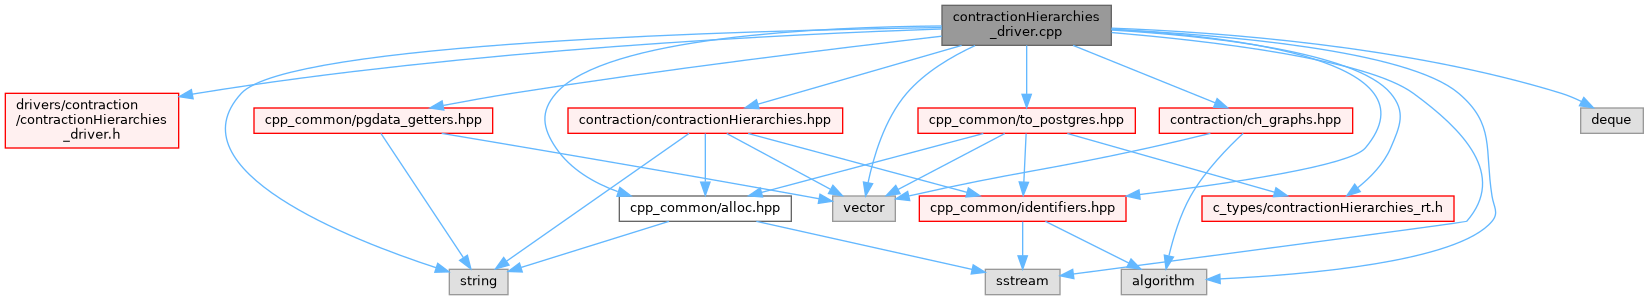 contractionHierarchies
_driver.cpp
drivers/contraction
/contractionHierarchies
_driver.h
cpp_common/pgdata_getters.hpp
contraction/contractionHierarchies.hpp
cpp_common/to_postgres.hpp
contraction/ch_graphs.hpp
deque
cpp_common/alloc.hpp
vector
cpp_common/identifiers.hpp
c_types/contractionHierarchies_rt.h
string
sstream
algorithm